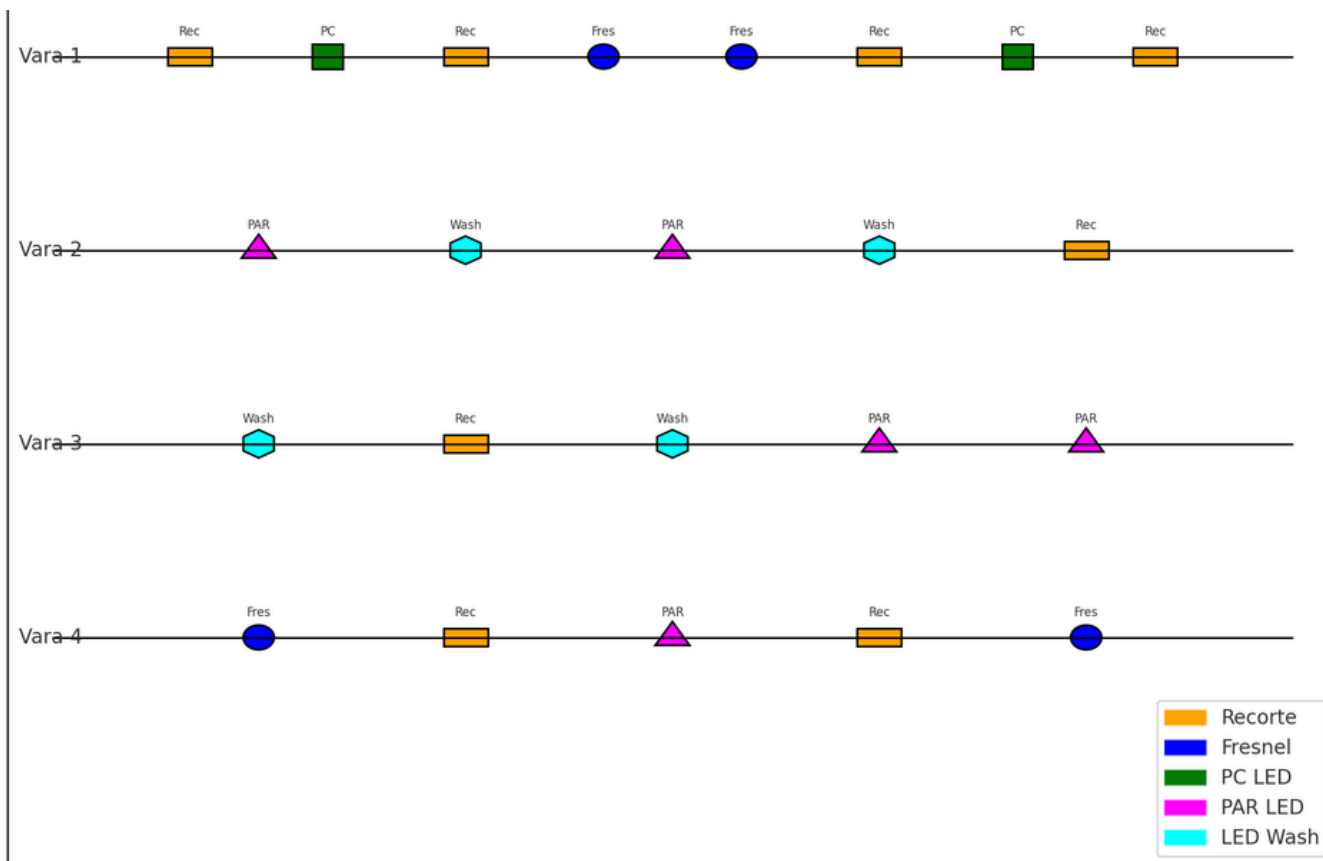 Rec PC Rec Fres Fres Rec PC Rec
Vara 1
PAR Wash PAR Wash Rec
Vara 2
Wash Rec Wash PAR PAR
Vara 3
Fres Rec PAR Rec Fres
Vara 4
Recorte
Fresnel
PC LED
PAR LED
LED Wash